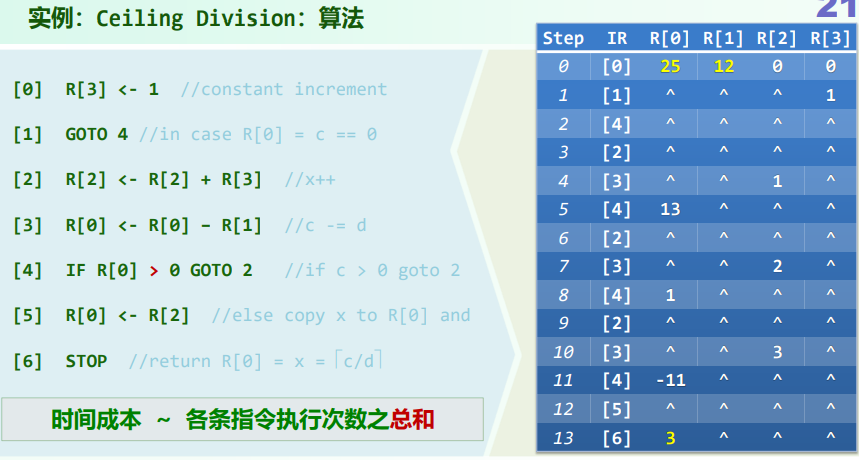 实例：Ceiling Division：算法
21
[0] R[3] <- 1 //constant increment
[1] GOTO 4 //in case R[0] = c == 0
[2] R[2] <- R[2] + R[3] //x++
[3] R[0] <- R[0] – R[1] //c -= d
[4] IF R[0] > 0 GOTO 2 //if c > 0 goto 2
[5] R[0] <- R[2] //else copy x to R[0] and
[6] STOP //return R[0] = x = ⌈c/d⌉
时间成本 ~ 各条指令执行次数之总和
Step IR R[0] R[1] R[2] R[3]
0 [0] 25 12 0 0
1 [1] ^ ^ ^ 1
2 [4] ^ ^ ^ ^
3 [2] ^ ^ ^ ^
4 [3] ^ ^ 1 ^
5 [4] 13 ^ ^ ^
6 [2] ^ ^ ^ ^
7 [3] ^ ^ 2 ^
8 [4] 1 ^ ^ ^
9 [2] ^ ^ ^ ^
10 [3] ^ ^ 3 ^
11 [4] -11 ^ ^ ^
12 [5] ^ ^ ^ ^
13 [6] 3 ^ ^ ^